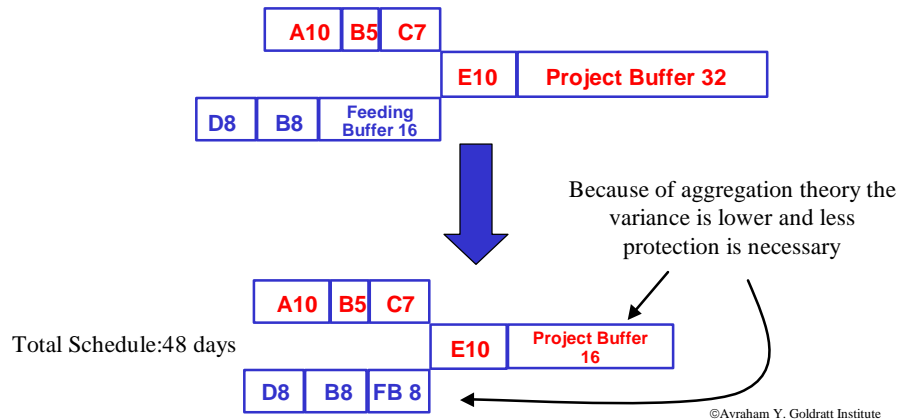 A10 B5 C7
E10 Project Buffer 32
D8 B8 Feeding
Buffer 16
Because of aggregation theory the
variance is lower and less
protection is necessary
A10 B5 C7
Total Schedule:48 days
E10 Project Buffer
16
D8 B8 FB 8
©Avraham Y. Goldratt Institute